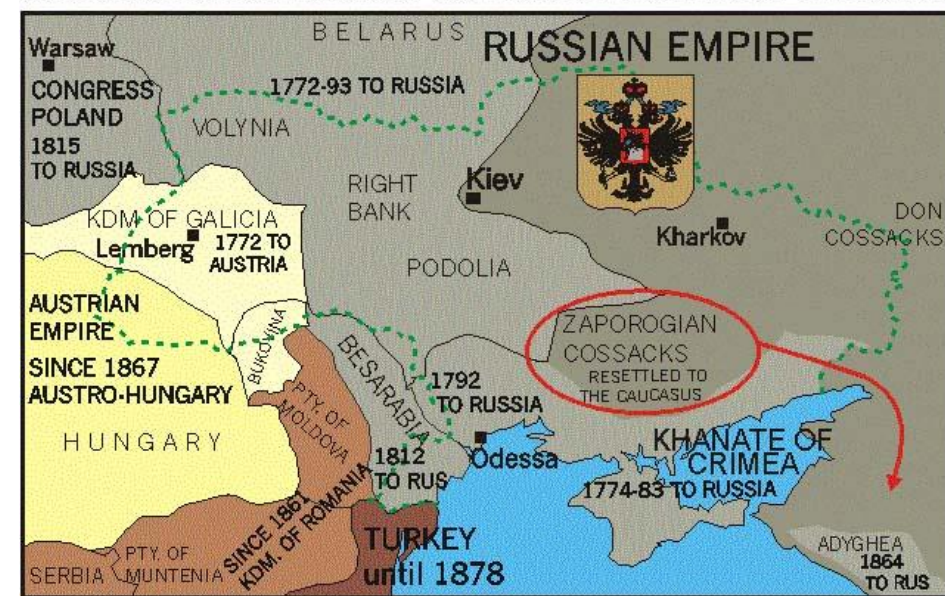 BELARUS
RUSSIAN EMPIRE
Warsaw
CONGRESS
POLAND
1815
TO RUSSIA
1772-93 TO RUSSIA
VOLYNIA
RIGHT
BANK
Kiev
Kharkov
DON
COSSACKS
KDM OF GALICIA
Lemberg
1772 TO
AUSTRIA
PODOLIA
AUSTRIAN
EMPIRE
SINCE 1867
AUSTRO-HUNGARY
HUNGARY
BUKOVINA
PTY. OF
MOLDOVA
BESARABIA
ZAPOROGIAN
COSSACKS
RESETTLED TO
THE CAUCASUS
1792
TO RUSSIA
1812
TO RUS
Odessa
KHANATE OF
CRIMEA
1774-83 TO RUSSIA
SINCE 1861
KDM. OF ROMANIA
TURKEY
until 1878
SERBIA
PTY. OF
MUNTENIA
ADYGHEA
1864
TO RUS